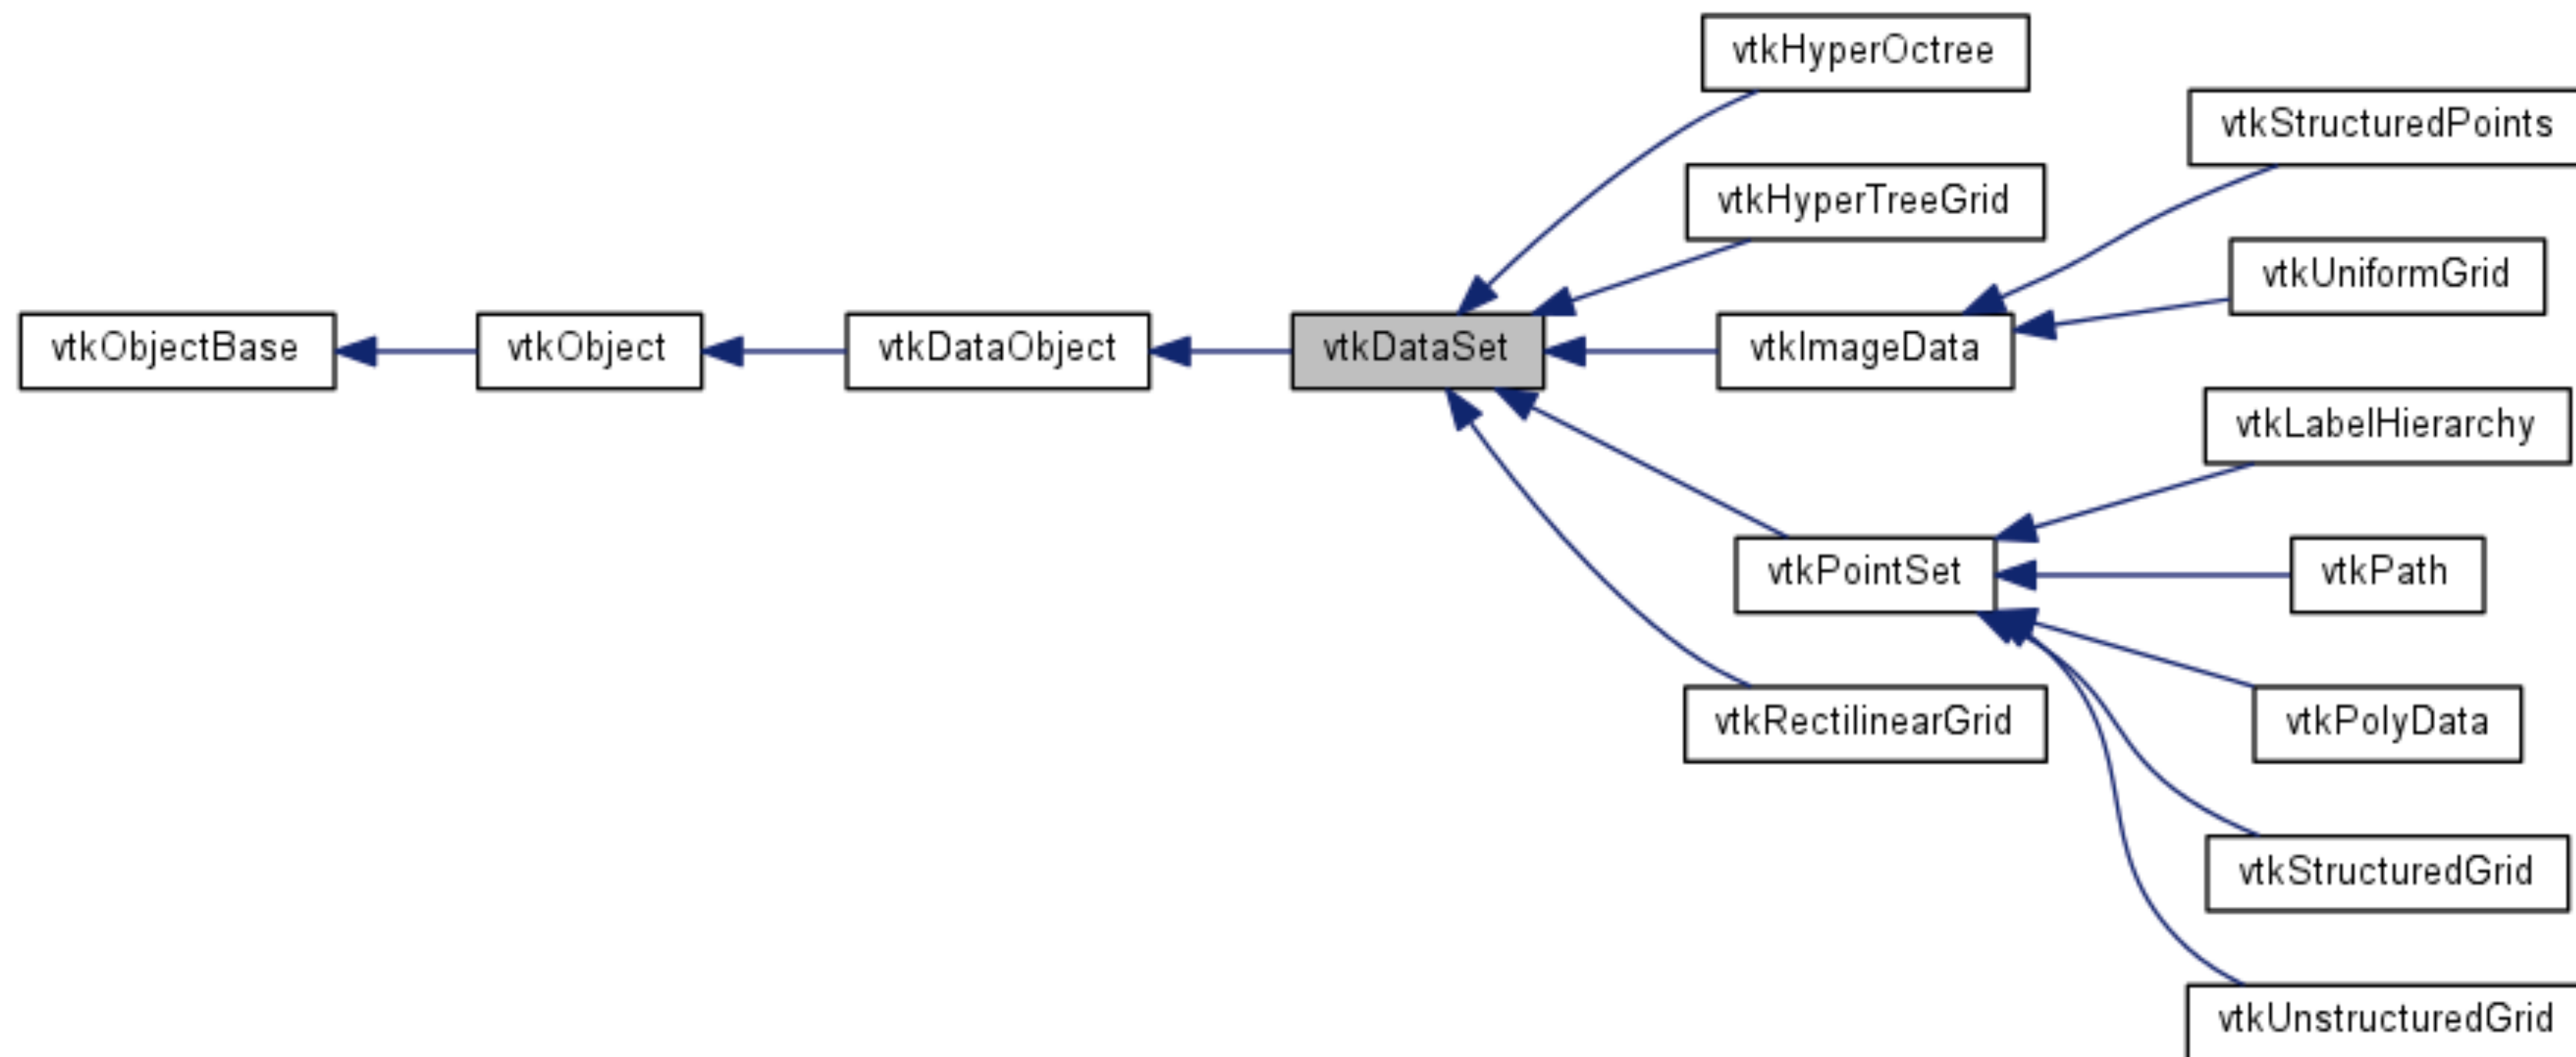 vtkHyperOctree
vtkStructuredPoints
vtkHyperTreeGrid
vtkUniformGrid
vtkObjectBase
vtkObject
vtkDataObject
vtkDataSet
vtkImageData
vtkLabelHierarchy
vtkPointSet
vtkPath
vtkRectilinearGrid
vtkPolyData
vtkStructuredGrid
vtkUnstructuredGrid